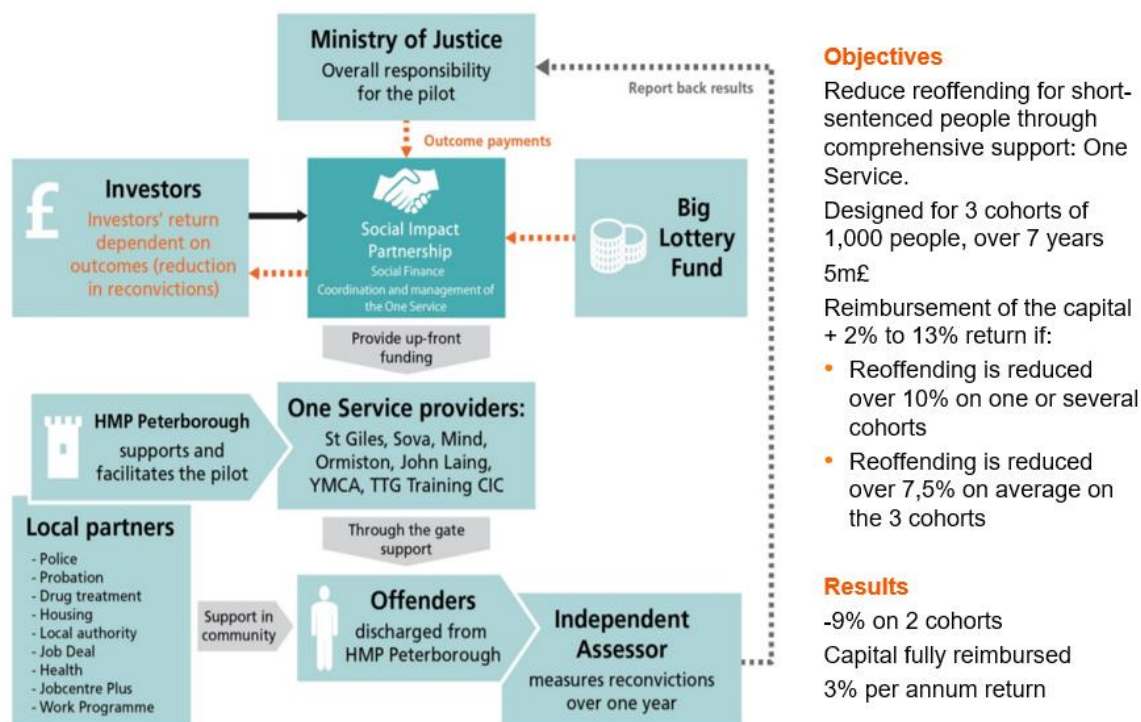 Ministry of Justice
Overall responsibility
for the pilot
Report back results
Outcome payments
£
Investors
Investors' return
dependent on
outcomes (reduction
in reconvictions)
Social Impact
Partnership
Social Finance
Coordination and management of
the One Service
Big
Lottery
Fund
Provide up-front
funding
HMP Peterborough
supports and
facilitates the pilot
One Service providers:
St Giles, Sova, Mind,
Ormiston, John Laing,
YMCA, TTG Training CIC
Local partners
- Police
- Probation
- Drug treatment
- Housing
- Local authority
- Job Deal
- Health
- Jobcentre Plus
- Work Programme
Through the gate
support
Support in
community
Offenders
discharged from
HMP Peterborough
Independent
Assessor
measures reconvictions
over one year
Objectives
Reduce reoffending for short-
sentenced people through
comprehensive support: One
Service.
Designed for 3 cohorts of
1,000 people, over 7 years
5m£
Reimbursement of the capital
+ 2% to 13% return if:
• Reoffending is reduced
over 10% on one or several
cohorts
• Reoffending is reduced
over 7,5% on average on
the 3 cohorts
Results
-9% on 2 cohorts
Capital fully reimbursed
3% per annum return